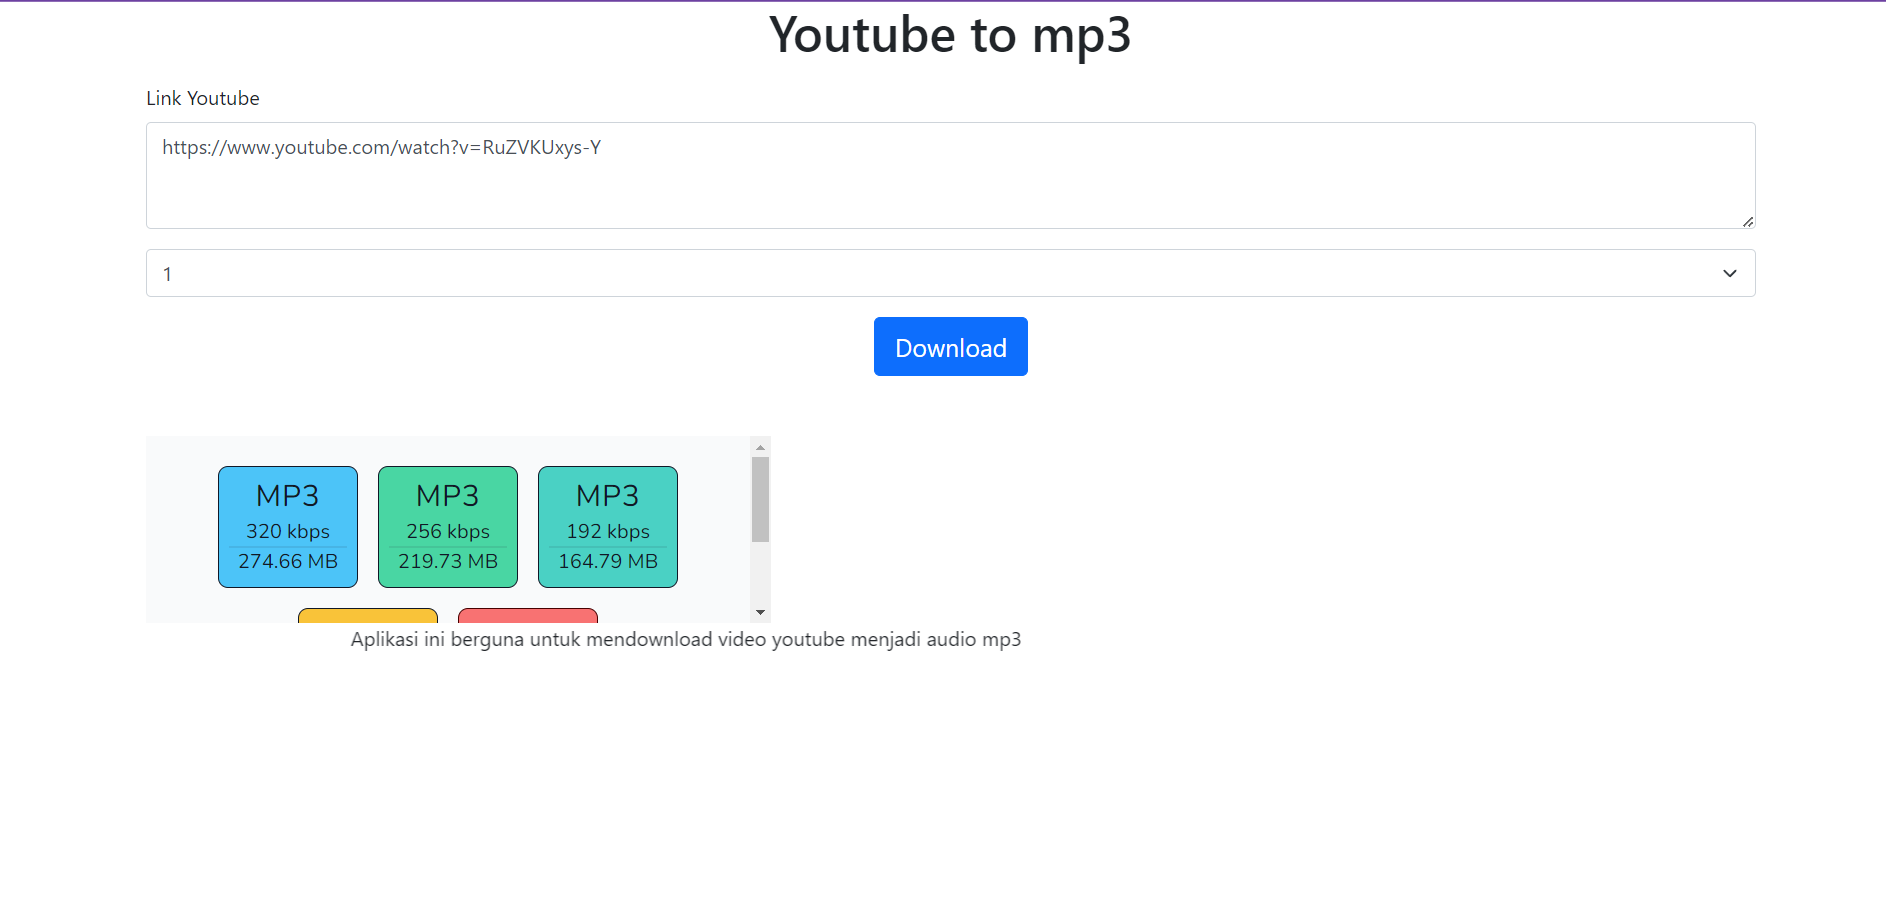 Youtube to mp3
Link Youtube
https://www.youtube.com/watch?v=RuZVKUxys-Y
1
Download
MP3
320 kbps
274.66 MB
MP3
256 kbps
219.73 MB
MP3
192 kbps
164.79 MB
Aplikasi ini berguna untuk mendownload video youtube menjadi audio mp3